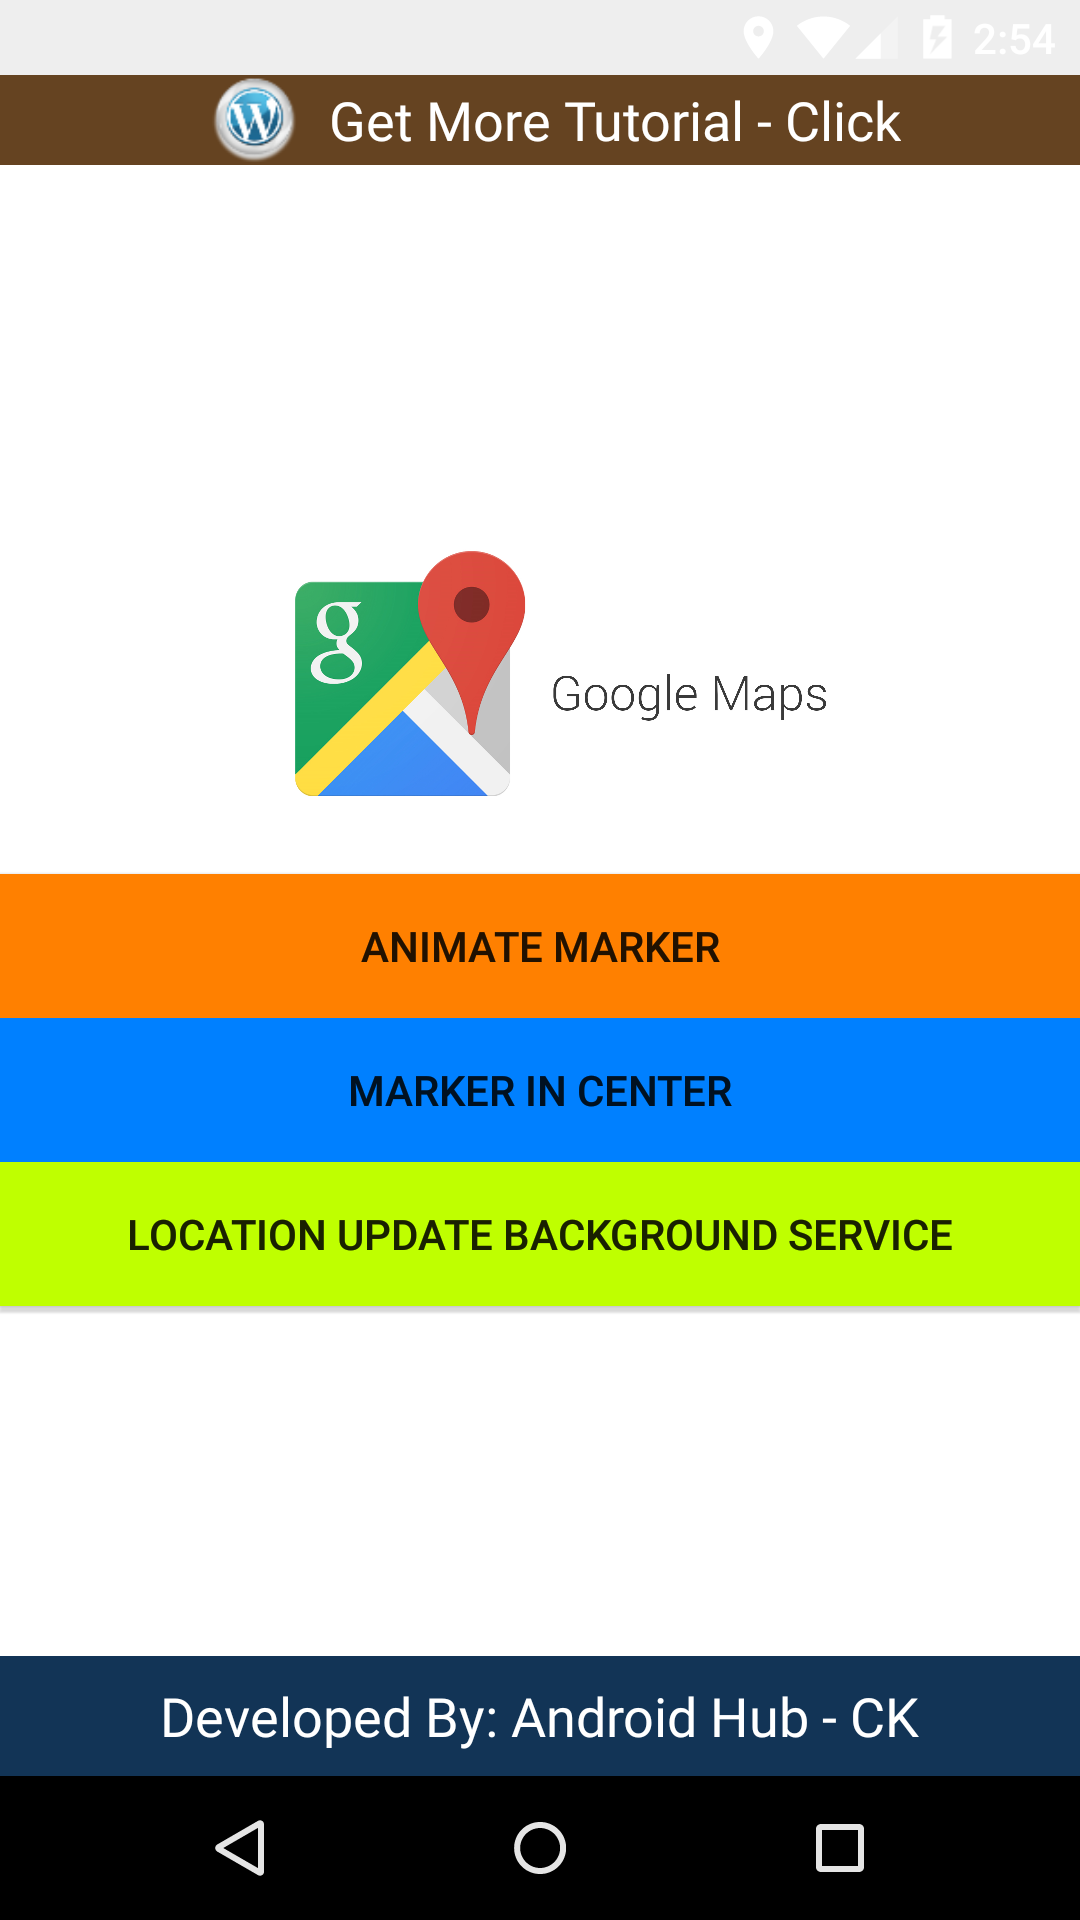 2:54
W Get More Tutorial - Click
g
Google Maps
ANIMATE MARKER
MARKER IN CENTER
LOCATION UPDATE BACKGROUND SERVICE
Developed By: Android Hub - CK